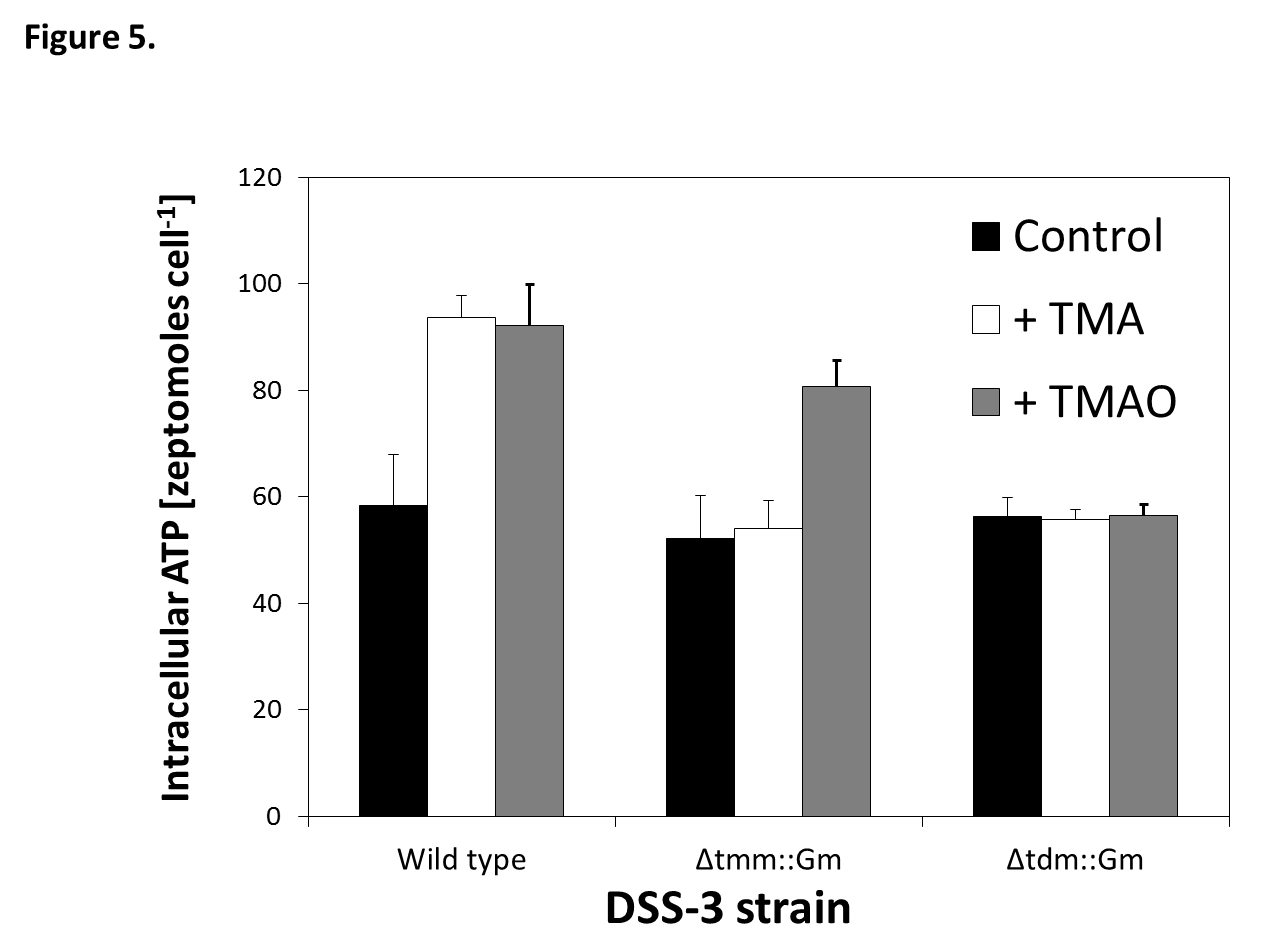 Figure 5.
Intracellular ATP [zeptomoles cell⁻¹]
120
100
80
60
40
20
0
Control
+ TMA
+ TMAO
Wild type
Δtmm::Gm
Δtdm::Gm
DSS-3 strain